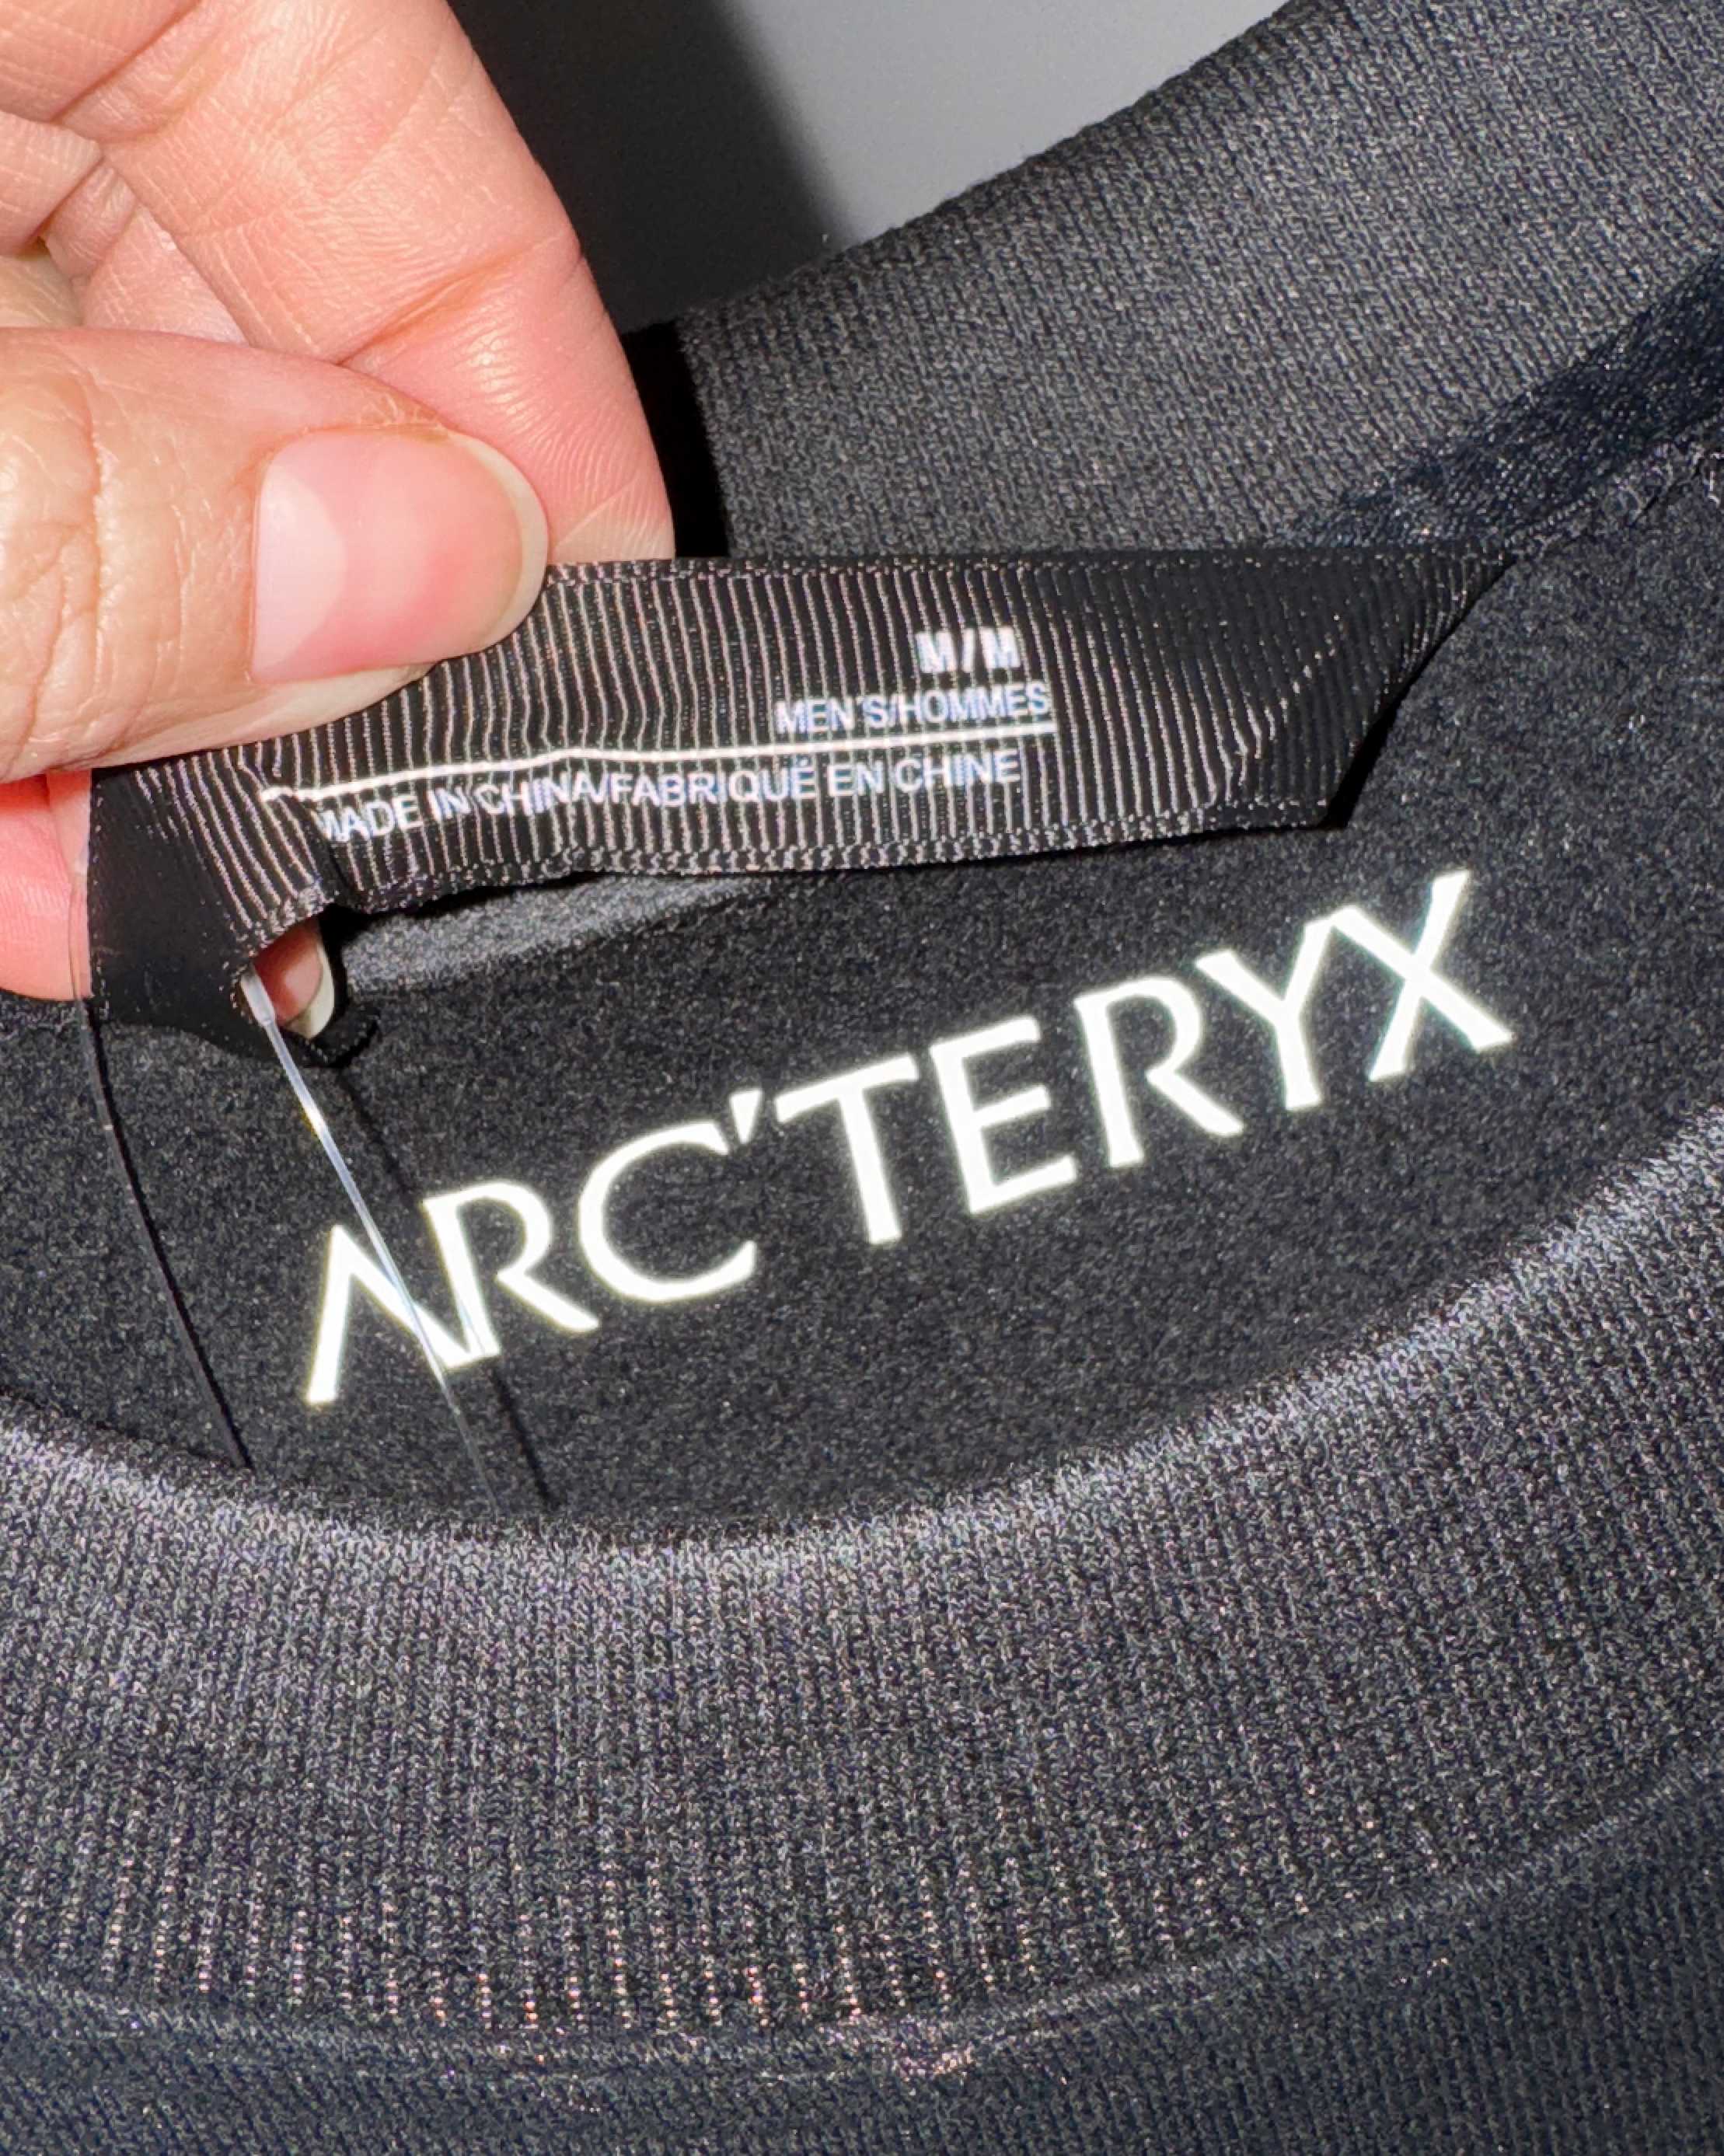 M/M
MEN'S/HOMMES
MADE IN CHINA/FABRIQUÉ EN CHINE
ARC'TERYX